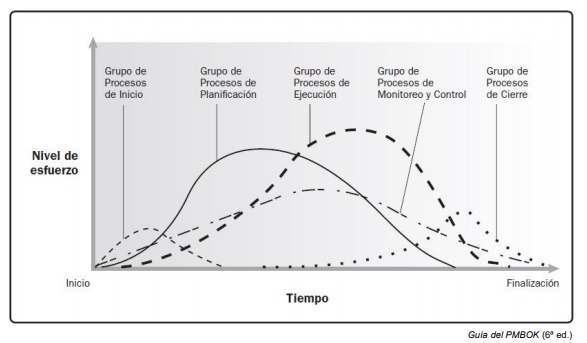 Grupo de
Procesos
de Inicio
Grupo de
Procesos de
Planificación
Grupo de
Procesos de
Ejecución
Grupo de
Procesos de
Monitoreo y Control
Grupo de
Procesos
de Cierre
Nivel de
esfuerzo
Inicio
Finalización
Tiempo
Guía del PMBOK (6ª ed.)